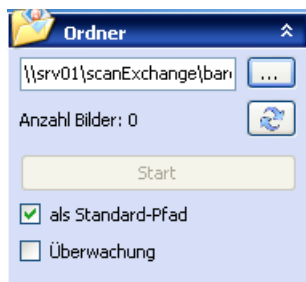 Ordner
\\srv01\scanExchange\bar
...
Anzahl Bilder: 0
Start
als Standard-Pfad
Überwachung